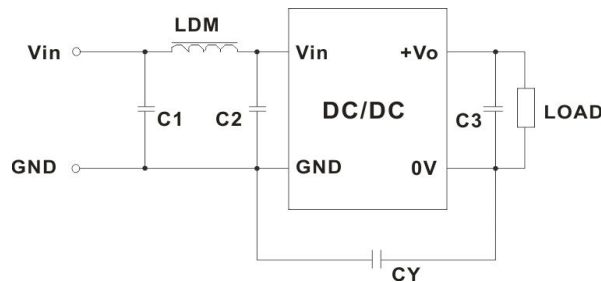 LDM
Vin
Vin
+Vo
C1
C2
DC/DC
C3
LOAD
GND
GND
0V
CY